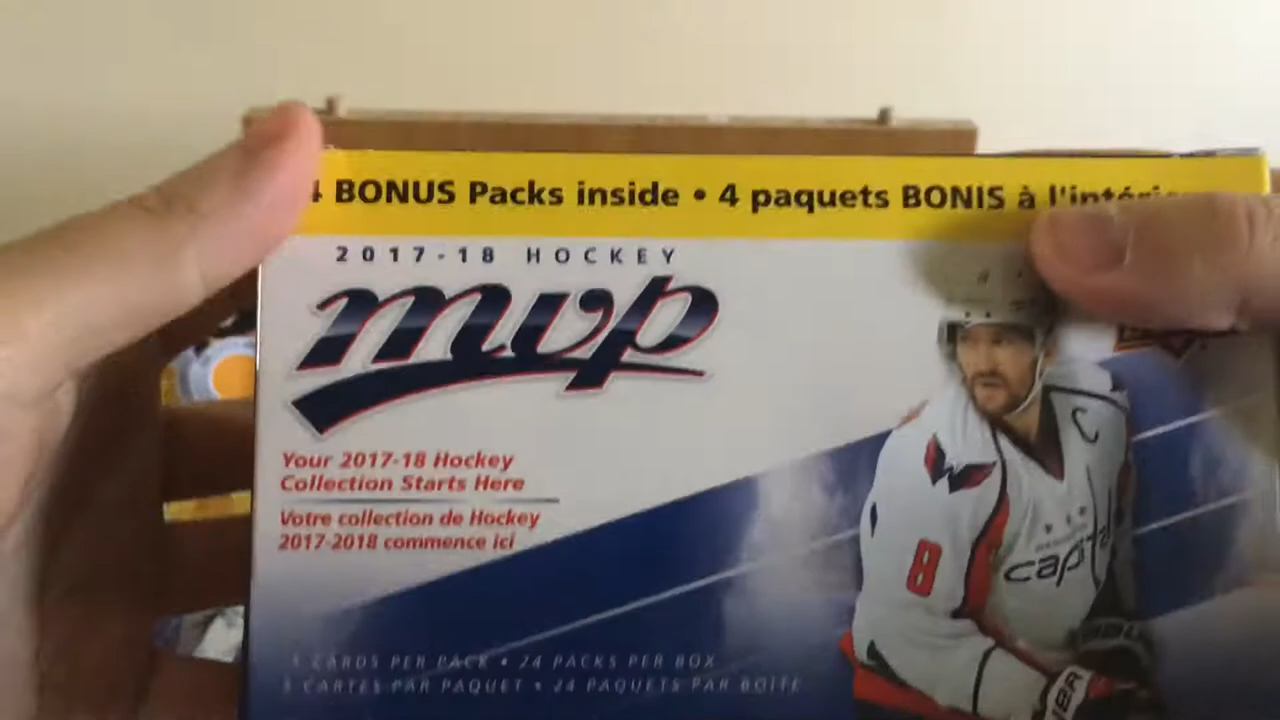 4 BONUS Packs inside • 4 paquets BONIS à l'intéri
2017-18 HOCKEY
mvp
Your 2017-18 Hockey
Collection Starts Here
Votre collection de Hockey
2017-2018 commence ici
C
8
capitals
CARDS PER PACK • 24 PACKS PER BOX
CARTES PAR PAQUET • 24 PAQUETS PAR BOÎTE